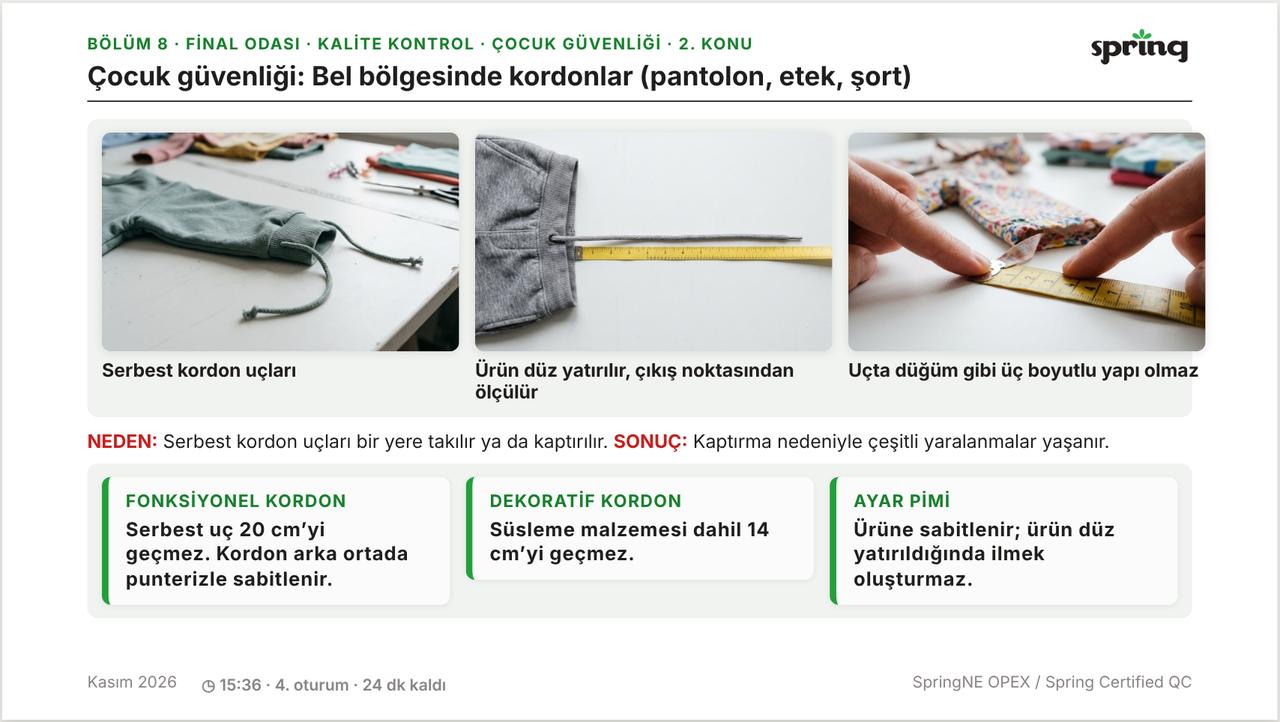 BÖLÜM 8 · FİNAL ODASI · KALİTE KONTROL · ÇOCUK GÜVENLİĞİ · 2. KONU
spring
Çocuk güvenliği: Bel bölgesinde kordonlar (pantolon, etek, şort)
Serbest kordon uçları
Ürün düz yatırılır, çıkış noktasından
ölçülür
Uçta düğüm gibi üç boyutlu yapı olmaz
NEDEN: Serbest kordon uçları bir yere takılır ya da kaptırılır. SONUÇ: Kaptırma nedeniyle çeşitli yaralanmalar yaşanır.
FONKSİYONEL KORDON
Serbest uç 20 cm’yi
geçmez. Kordon arka ortada
punterizle sabitlenir.
DEKORATİF KORDON
Süsleme malzemesi dahil 14
cm’yi geçmez.
AYAR PİMİ
Ürüne sabitlenir; ürün düz
yatırıldığında ilmek
oluşturmaz.
Kasım 2026
15:36 · 4. oturum · 24 dk kaldı
SpringNE OPEX / Spring Certified QC